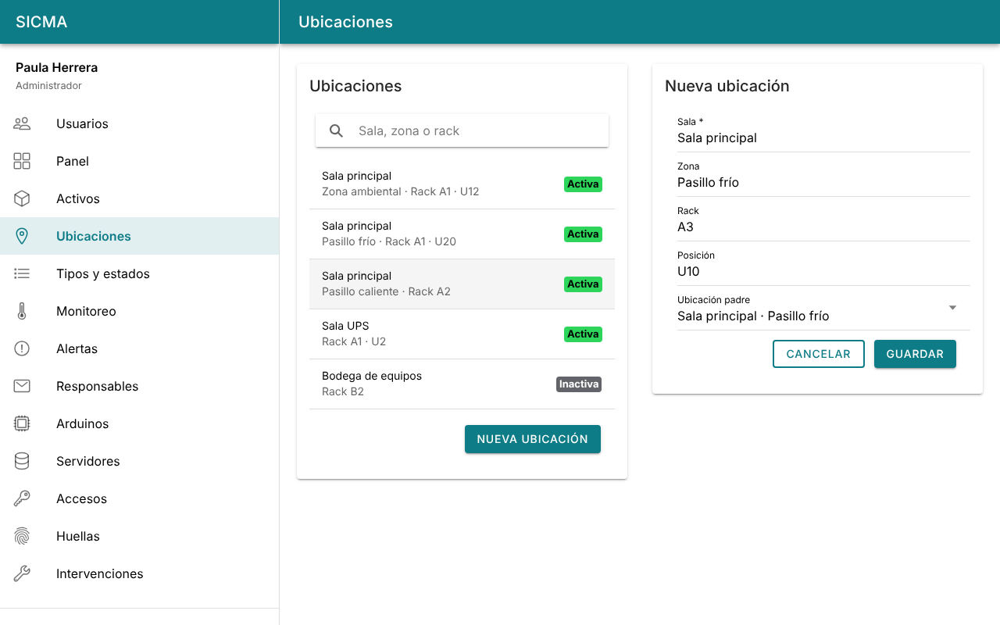 SICMA
Ubicaciones
Paula Herrera
Administrador
Usuarios
Panel
Activos
Ubicaciones
Tipos y estados
Monitoreo
Alertas
Responsables
Arduinos
Servidores
Accesos
Huellas
Intervenciones
Ubicaciones
Sala, zona o rack
Sala principal
Zona ambiental · Rack A1 · U12
Activa
Sala principal
Pasillo frío · Rack A1 · U20
Activa
Sala principal
Pasillo caliente · Rack A2
Activa
Sala UPS
Rack A1 · U2
Activa
Bodega de equipos
Rack B2
Inactiva
NUEVA UBICACIÓN
Nueva ubicación
Sala *
Sala principal
Zona
Pasillo frío
Rack
A3
Posición
U10
Ubicación padre
Sala principal · Pasillo frío
CANCELAR
GUARDAR